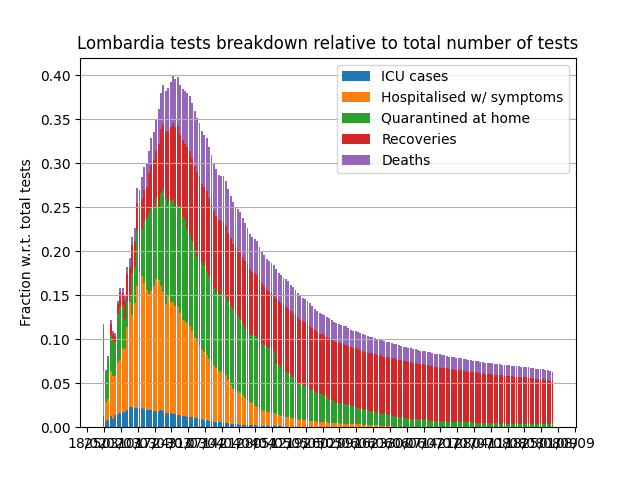 Lombardia tests breakdown relative to total number of tests
0.40
0.35
0.30
0.25
0.20
0.15
0.10
0.05
0.00
Fraction w.r.t. total tests
ICU cases
Hospitalised w/ symptoms
Quarantined at home
Recoveries
Deaths